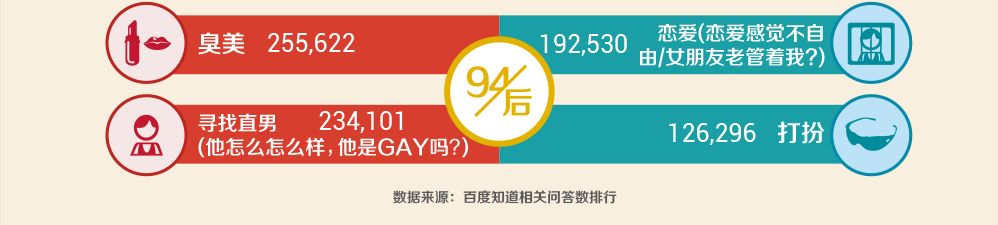 臭美 255,622
192,530 恋爱(恋爱感觉不自
由/女朋友老管着我?)
94后
寻找直男 234,101
(他怎么怎么样,他是GAY吗?)
126,296 打扮
数据来源：百度知道相关问答数排行